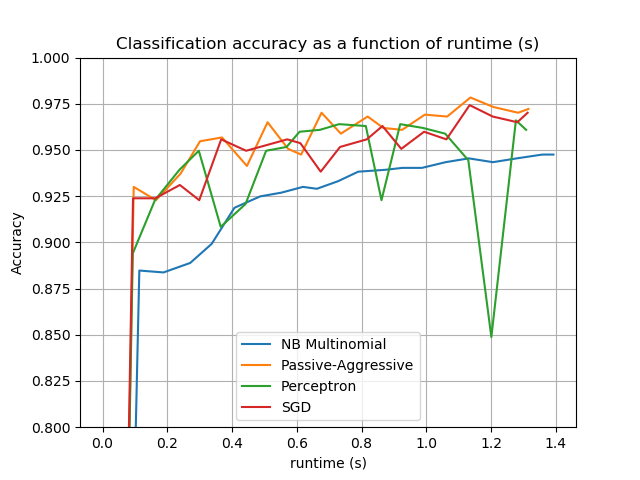 Classification accuracy as a function of runtime (s)
1.000
0.975
0.950
0.925
0.900
0.875
0.850
0.825
0.800
Accuracy
NB Multinomial
Passive-Aggressive
Perceptron
SGD
0.0 0.2 0.4 0.6 0.8 1.0 1.2 1.4
runtime (s)